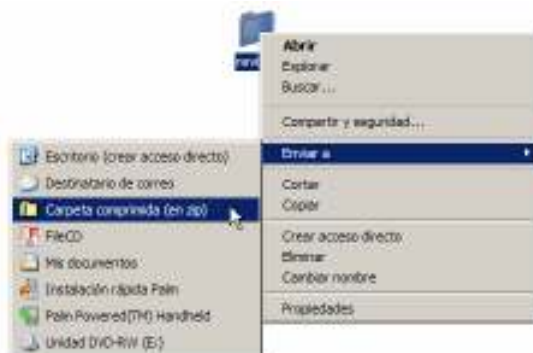 Abrir
Explorar
Buscar...
Compartir y seguridad...
Enviar a
Cortar
Copiar
Crear acceso directo
Eliminar
Cambiar nombre
Propiedades
Escritorio (crear acceso directo)
Destinatario de correo
Carpeta comprimida (en zip)
FileCD
Mis documentos
Instalación rápida Palm
Palm Powered(TM) Handheld
Unidad DVD-RW (E:)